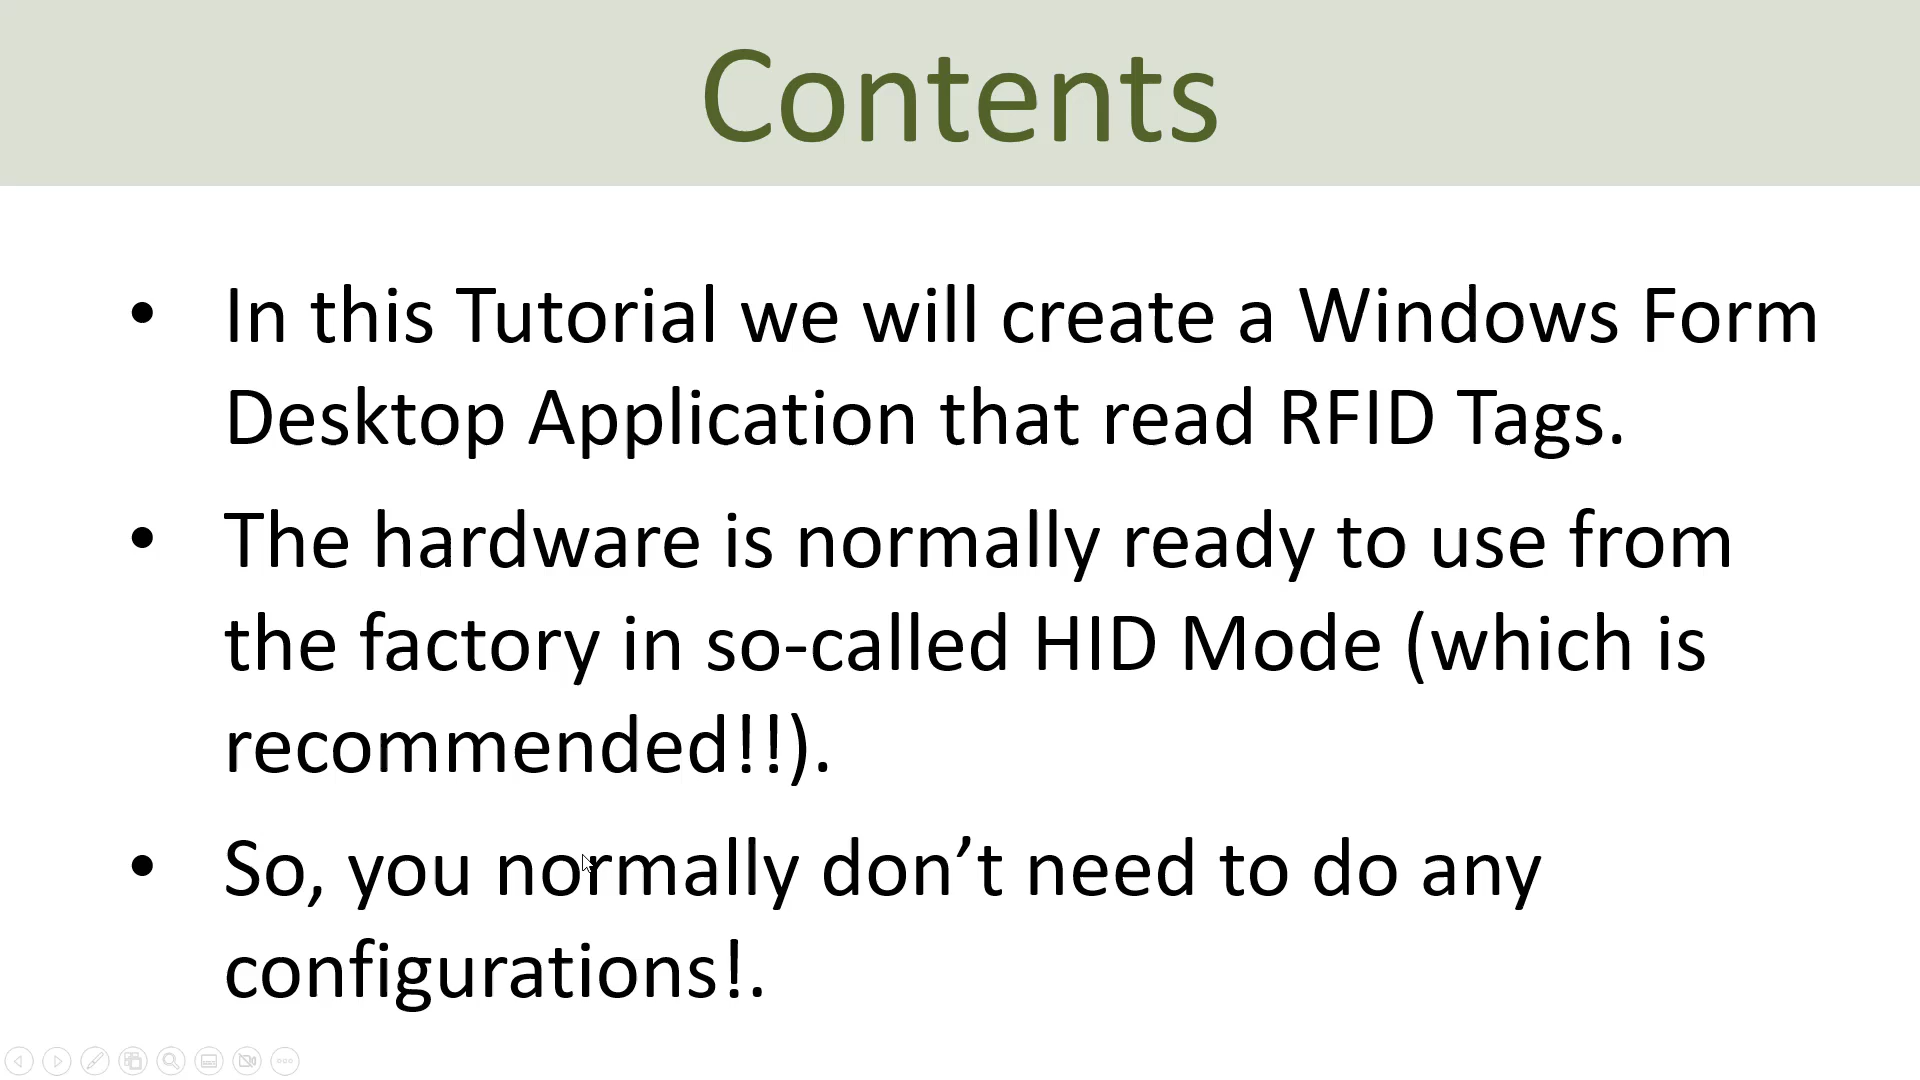 Contents
• In this Tutorial we will create a Windows Form
Desktop Application that read RFID Tags.
• The hardware is normally ready to use from
the factory in so-called HID Mode (which is
recommended!!).
• So, you normally don’t need to do any
configurations!.